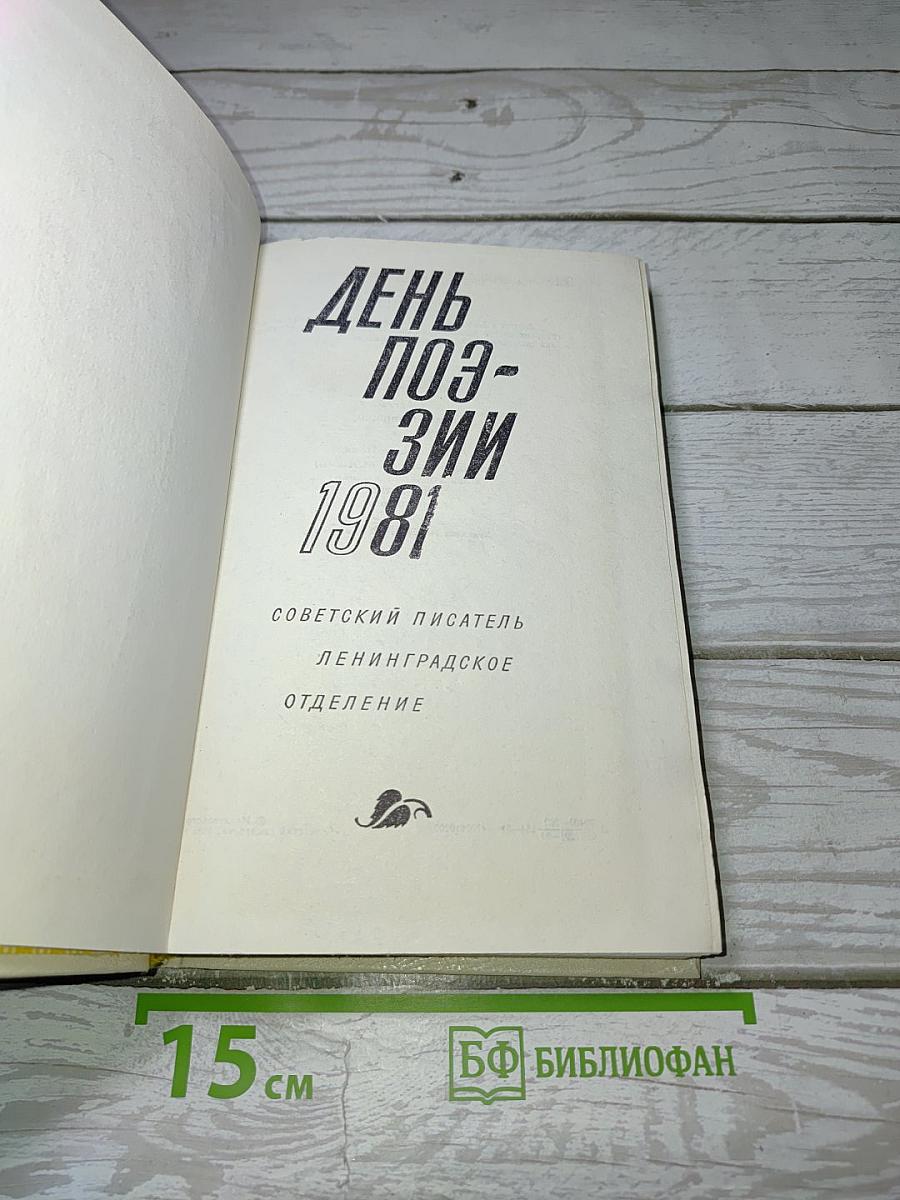 ДЕНЬ
ПОЭ-
ЗИИ
1981
СОВЕТСКИЙ ПИСАТЕЛЬ
ЛЕНИНГРАДСКОЕ
ОТДЕЛЕНИЕ
15 см
БФ БИБЛИОФАН